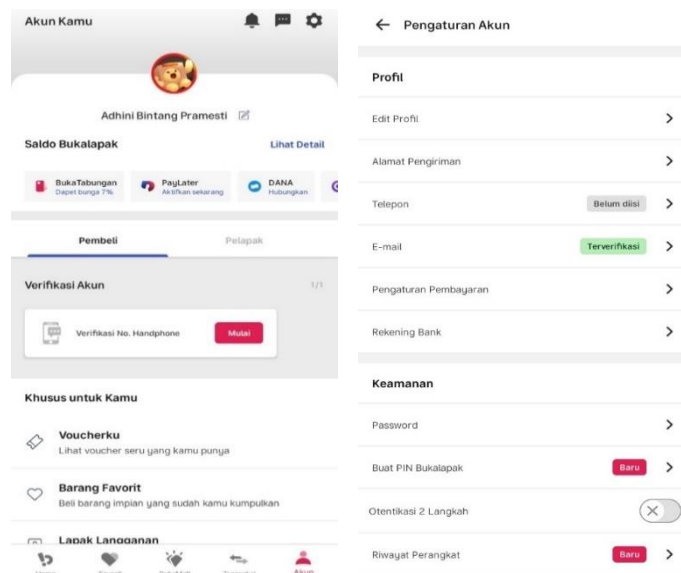 Akun Kamu
Adhini Bintang Pramesti
Saldo Bukalapak
Lihat Detail
BukaTabungan
Dapet bunga 7%
PayLater
Aktifkan sekarang
DANA
Hubungkan
Pembeli
Pelapak
Verifikasi Akun
1/1
Verifikasi No. Handphone
Mulai
Khusus untuk Kamu
Voucherku
Lihat voucher seru yang kamu punya
Barang Favorit
Beli barang impian yang sudah kamu kumpulkan
Lapak Langganan
Akun
Pengaturan Akun
Profil
Edit Profil
Alamat Pengiriman
Telepon
Belum diisi
E-mail
Terverifikasi
Pengaturan Pembayaran
Rekening Bank
Keamanan
Password
Buat PIN Bukalapak
Baru
Otentikasi 2 Langkah
Riwayat Perangkat
Baru